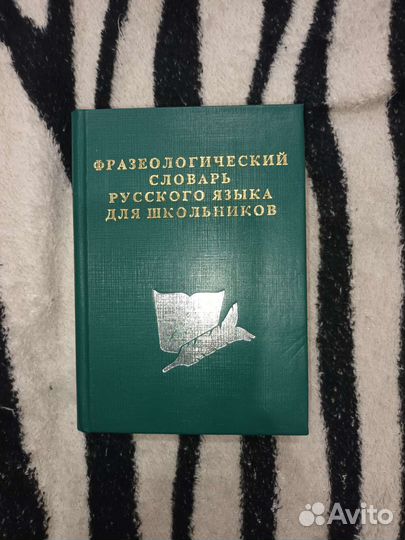 ФРАЗЕОЛОГИЧЕСКИЙ
СЛОВАРЬ
РУССКОГО ЯЗЫКА
ДЛЯ ШКОЛЬНИКОВ
Avito